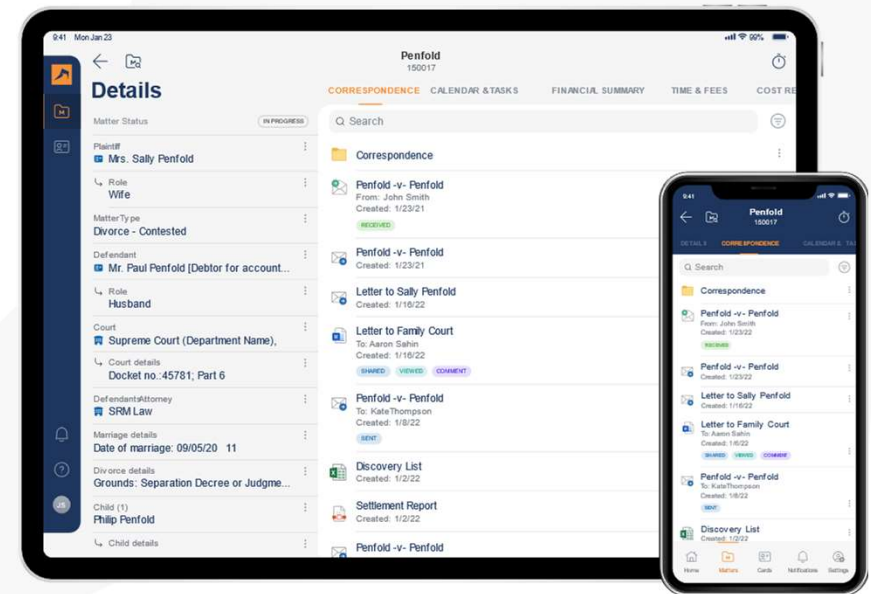 9:41 Mon Jan 23
99%
Penfold
150017
Details
Matter Status
IN PROGRESS
Plaintiff
Mrs. Sally Penfold
Role
Wife
Matter Type
Divorce - Contested
Defendant
Mr. Paul Penfold [Debtor for account...
Role
Husband
Court
Supreme Court (Department Name),
Court details
Docket no.:45781; Part 6
Defendants Attorney
SRM Law
Marriage details
Date of marriage: 09/05/20 11
Divorce details
Grounds: Separation Decree or Judgme...
Child (1)
Philip Penfold
Child details
JS
CORRESPONDENCE CALENDAR & TASKS FINANCIAL SUMMARY TIME & FEES COST RE
Search
Correspondence
Penfold -v- Penfold
From: John Smith
Created: 1/23/21
RECEIVED
Penfold -v- Penfold
Created: 1/23/21
Letter to Sally Penfold
Created: 1/16/22
Letter to Family Court
To: Aaron Sahin
Created: 1/16/22
SHARED VIEWED COMMENT
Penfold -v- Penfold
To: Kate Thompson
Created: 1/8/22
SENT
Discovery List
Created: 1/2/22
Settlement Report
Created: 1/2/22
Penfold -v- Penfold
9:41
Penfold
150017
DETAILS CORRESPONDENCE CALENDAR & TA
Search
Correspondence
Penfold -v- Penfold
From: John Smith
Created: 1/23/22
RECEIVED
Penfold -v- Penfold
Created: 1/23/22
Letter to Sally Penfold
Created: 1/16/22
Letter to Family Court
To: Aaron Sahin
Created: 1/6/22
SHARED VIEWED COMMENT
Penfold -v- Penfold
To: Kate Thompson
Created: 1/8/22
SENT
Discovery List
Created: 1/2/22
Home Matters Cards Notifications Settings